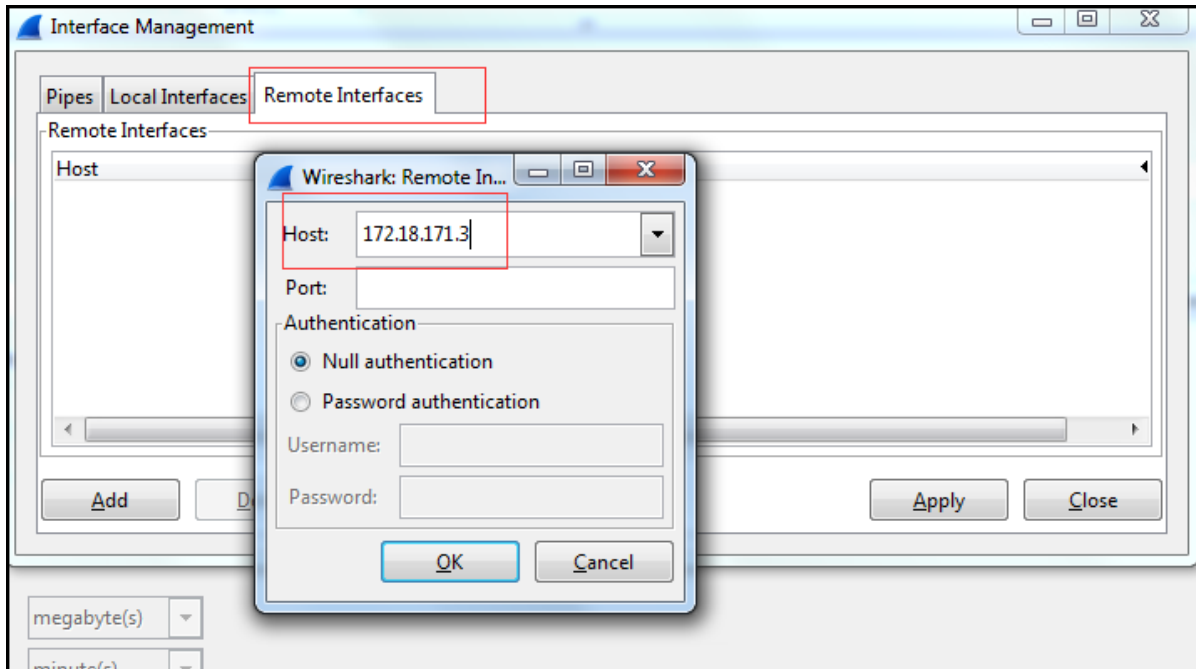 Interface Management
Pipes Local Interfaces Remote Interfaces
Remote Interfaces
Host
Wireshark: Remote In...
Host: 172.18.171.3
Port:
Authentication
Null authentication
Password authentication
Username:
Password:
OK Cancel
Add
Apply Close
megabyte(s)
minute(s)